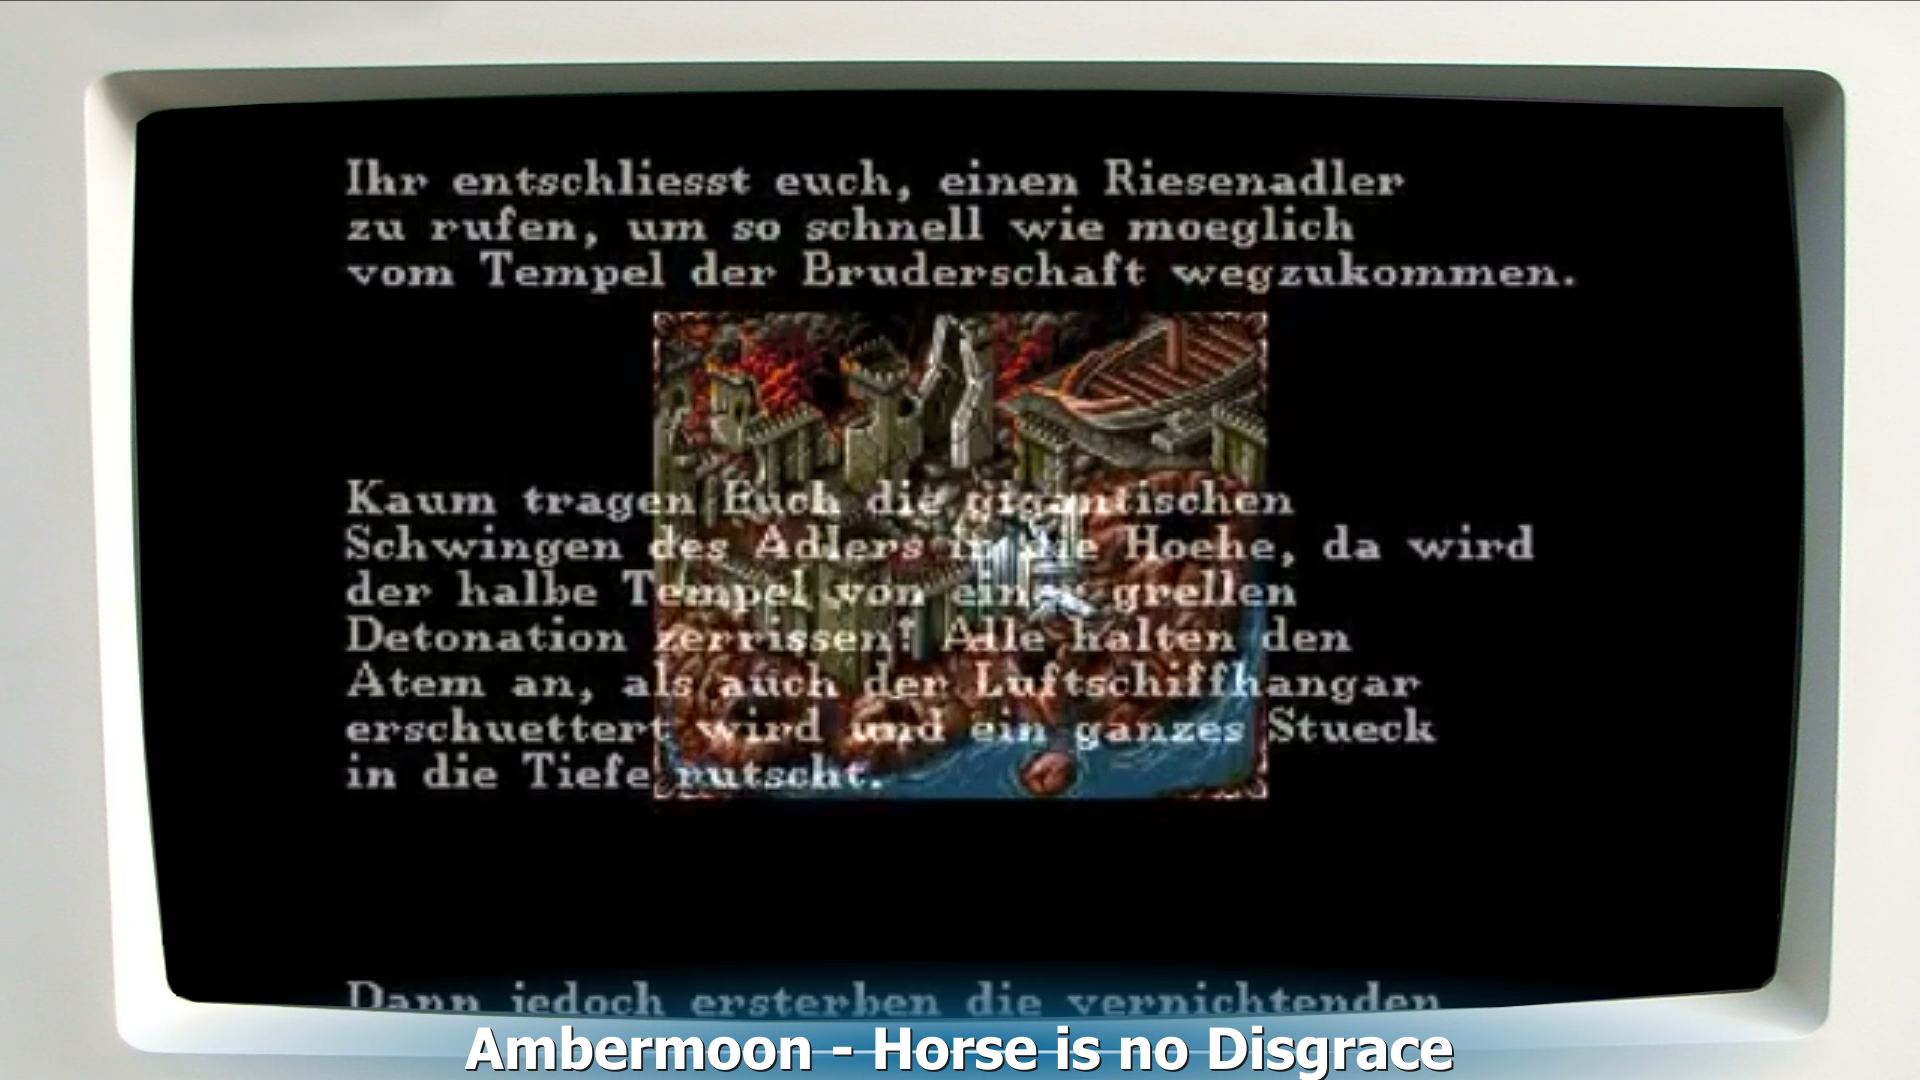 Ihr entschliesst euch, einen Riesenadler
zu rufen, um so schnell wie moeglich
vom Tempel der Bruderschaft wegzukommen.
Kaum tragen Euch die gigantischen
Schwingen des Adlers in die Hoehe, da wird
der halbe Tempel von einer grellen
Detonation zerrissen! Alle halten den
Atem an, als auch der Luftschiffhangar
erschuettert wird und ein ganzes Stueck
in die Tiefe rutscht.
Dann jedoch ersterben die vernichtenden
Ambermoon - Horse is no Disgrace